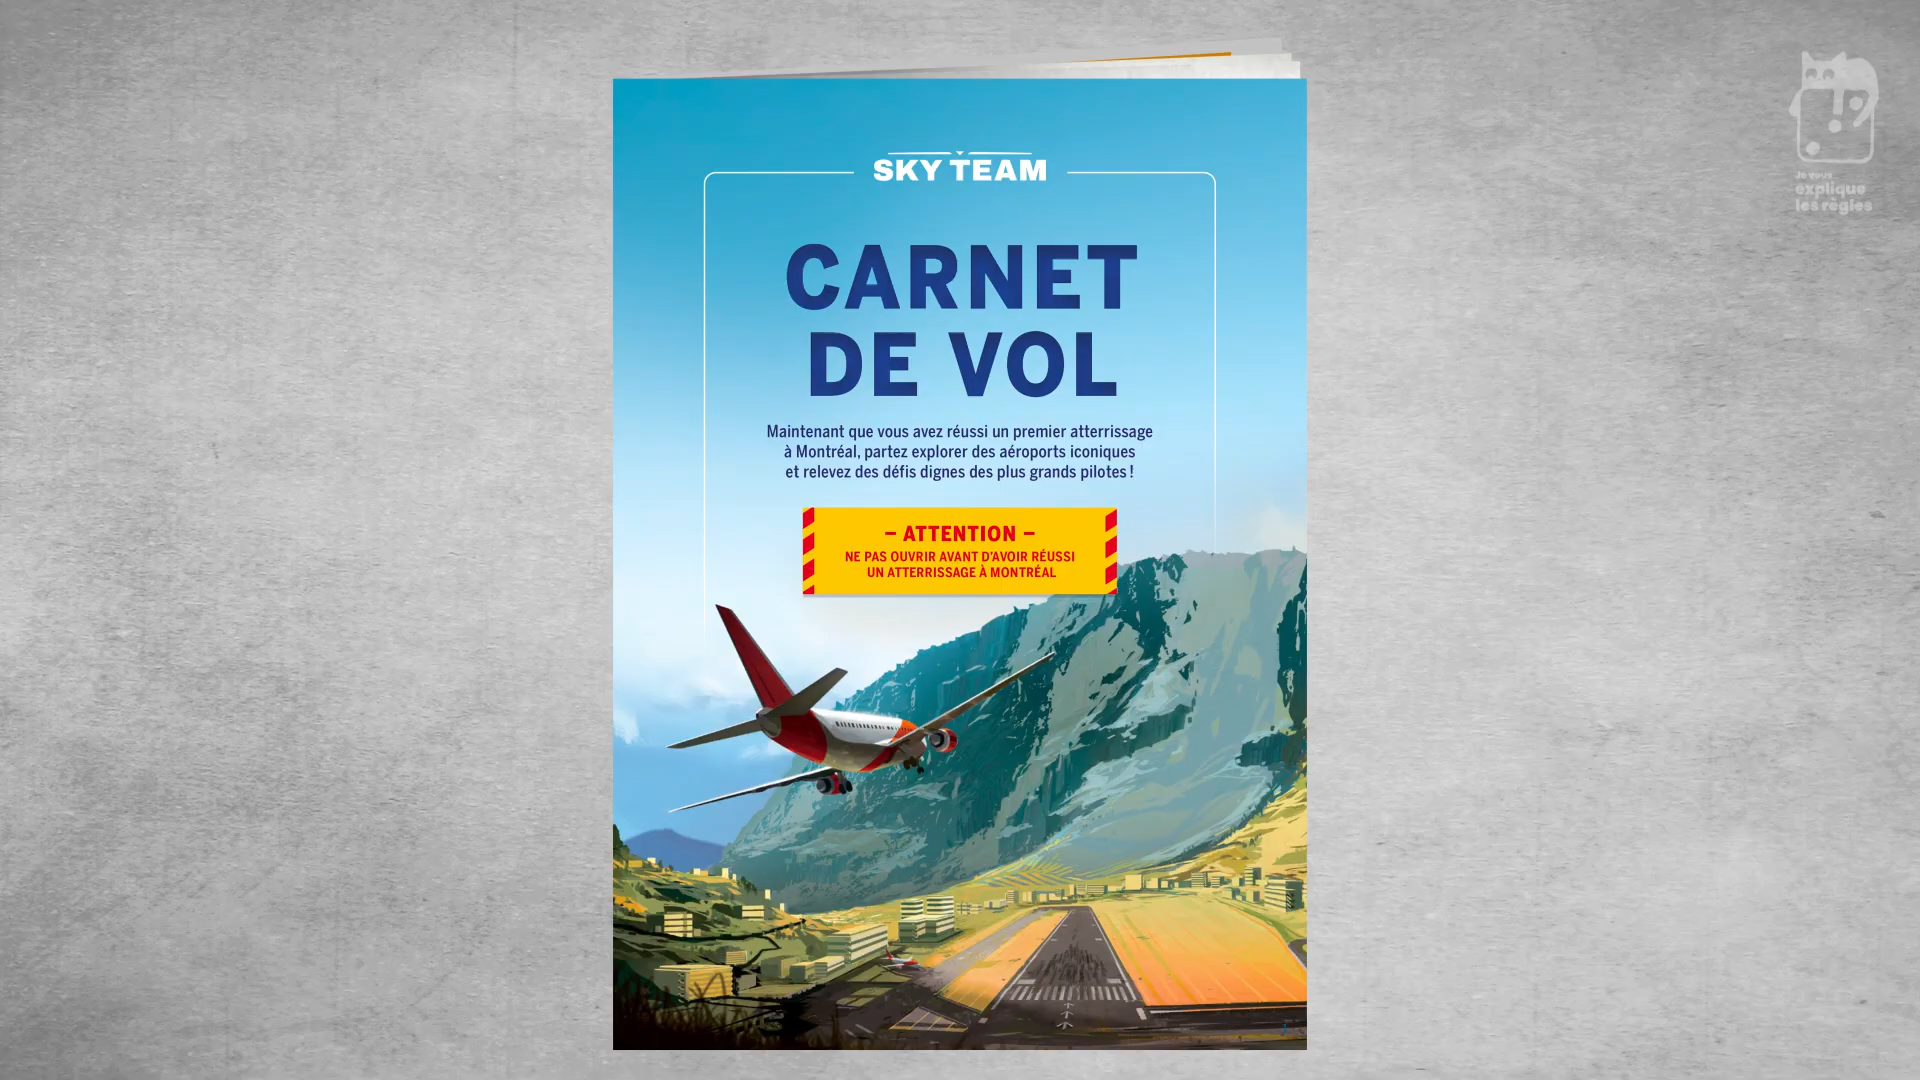 SKY TEAM
CARNET
DE VOL
Maintenant que vous avez réussi un premier atterrissage
à Montréal, partez explorer des aéroports iconiques
et relevez des défis dignes des plus grands pilotes !
– ATTENTION –
NE PAS OUVRIR AVANT D'AVOIR RÉUSSI
UN ATTERRISSAGE À MONTRÉAL
Je vous
explique
les règles